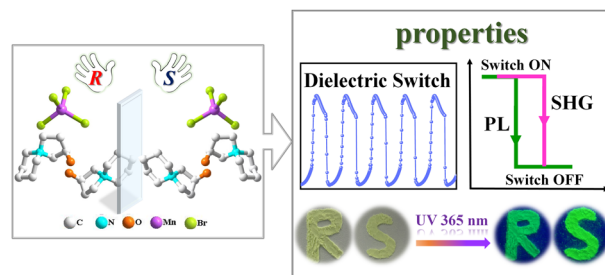 R
S
C
N
O
Mn
Br
properties
Dielectric Switch
Switch ON
SHG
PL
Switch OFF
R S
UV 365 nm
R S